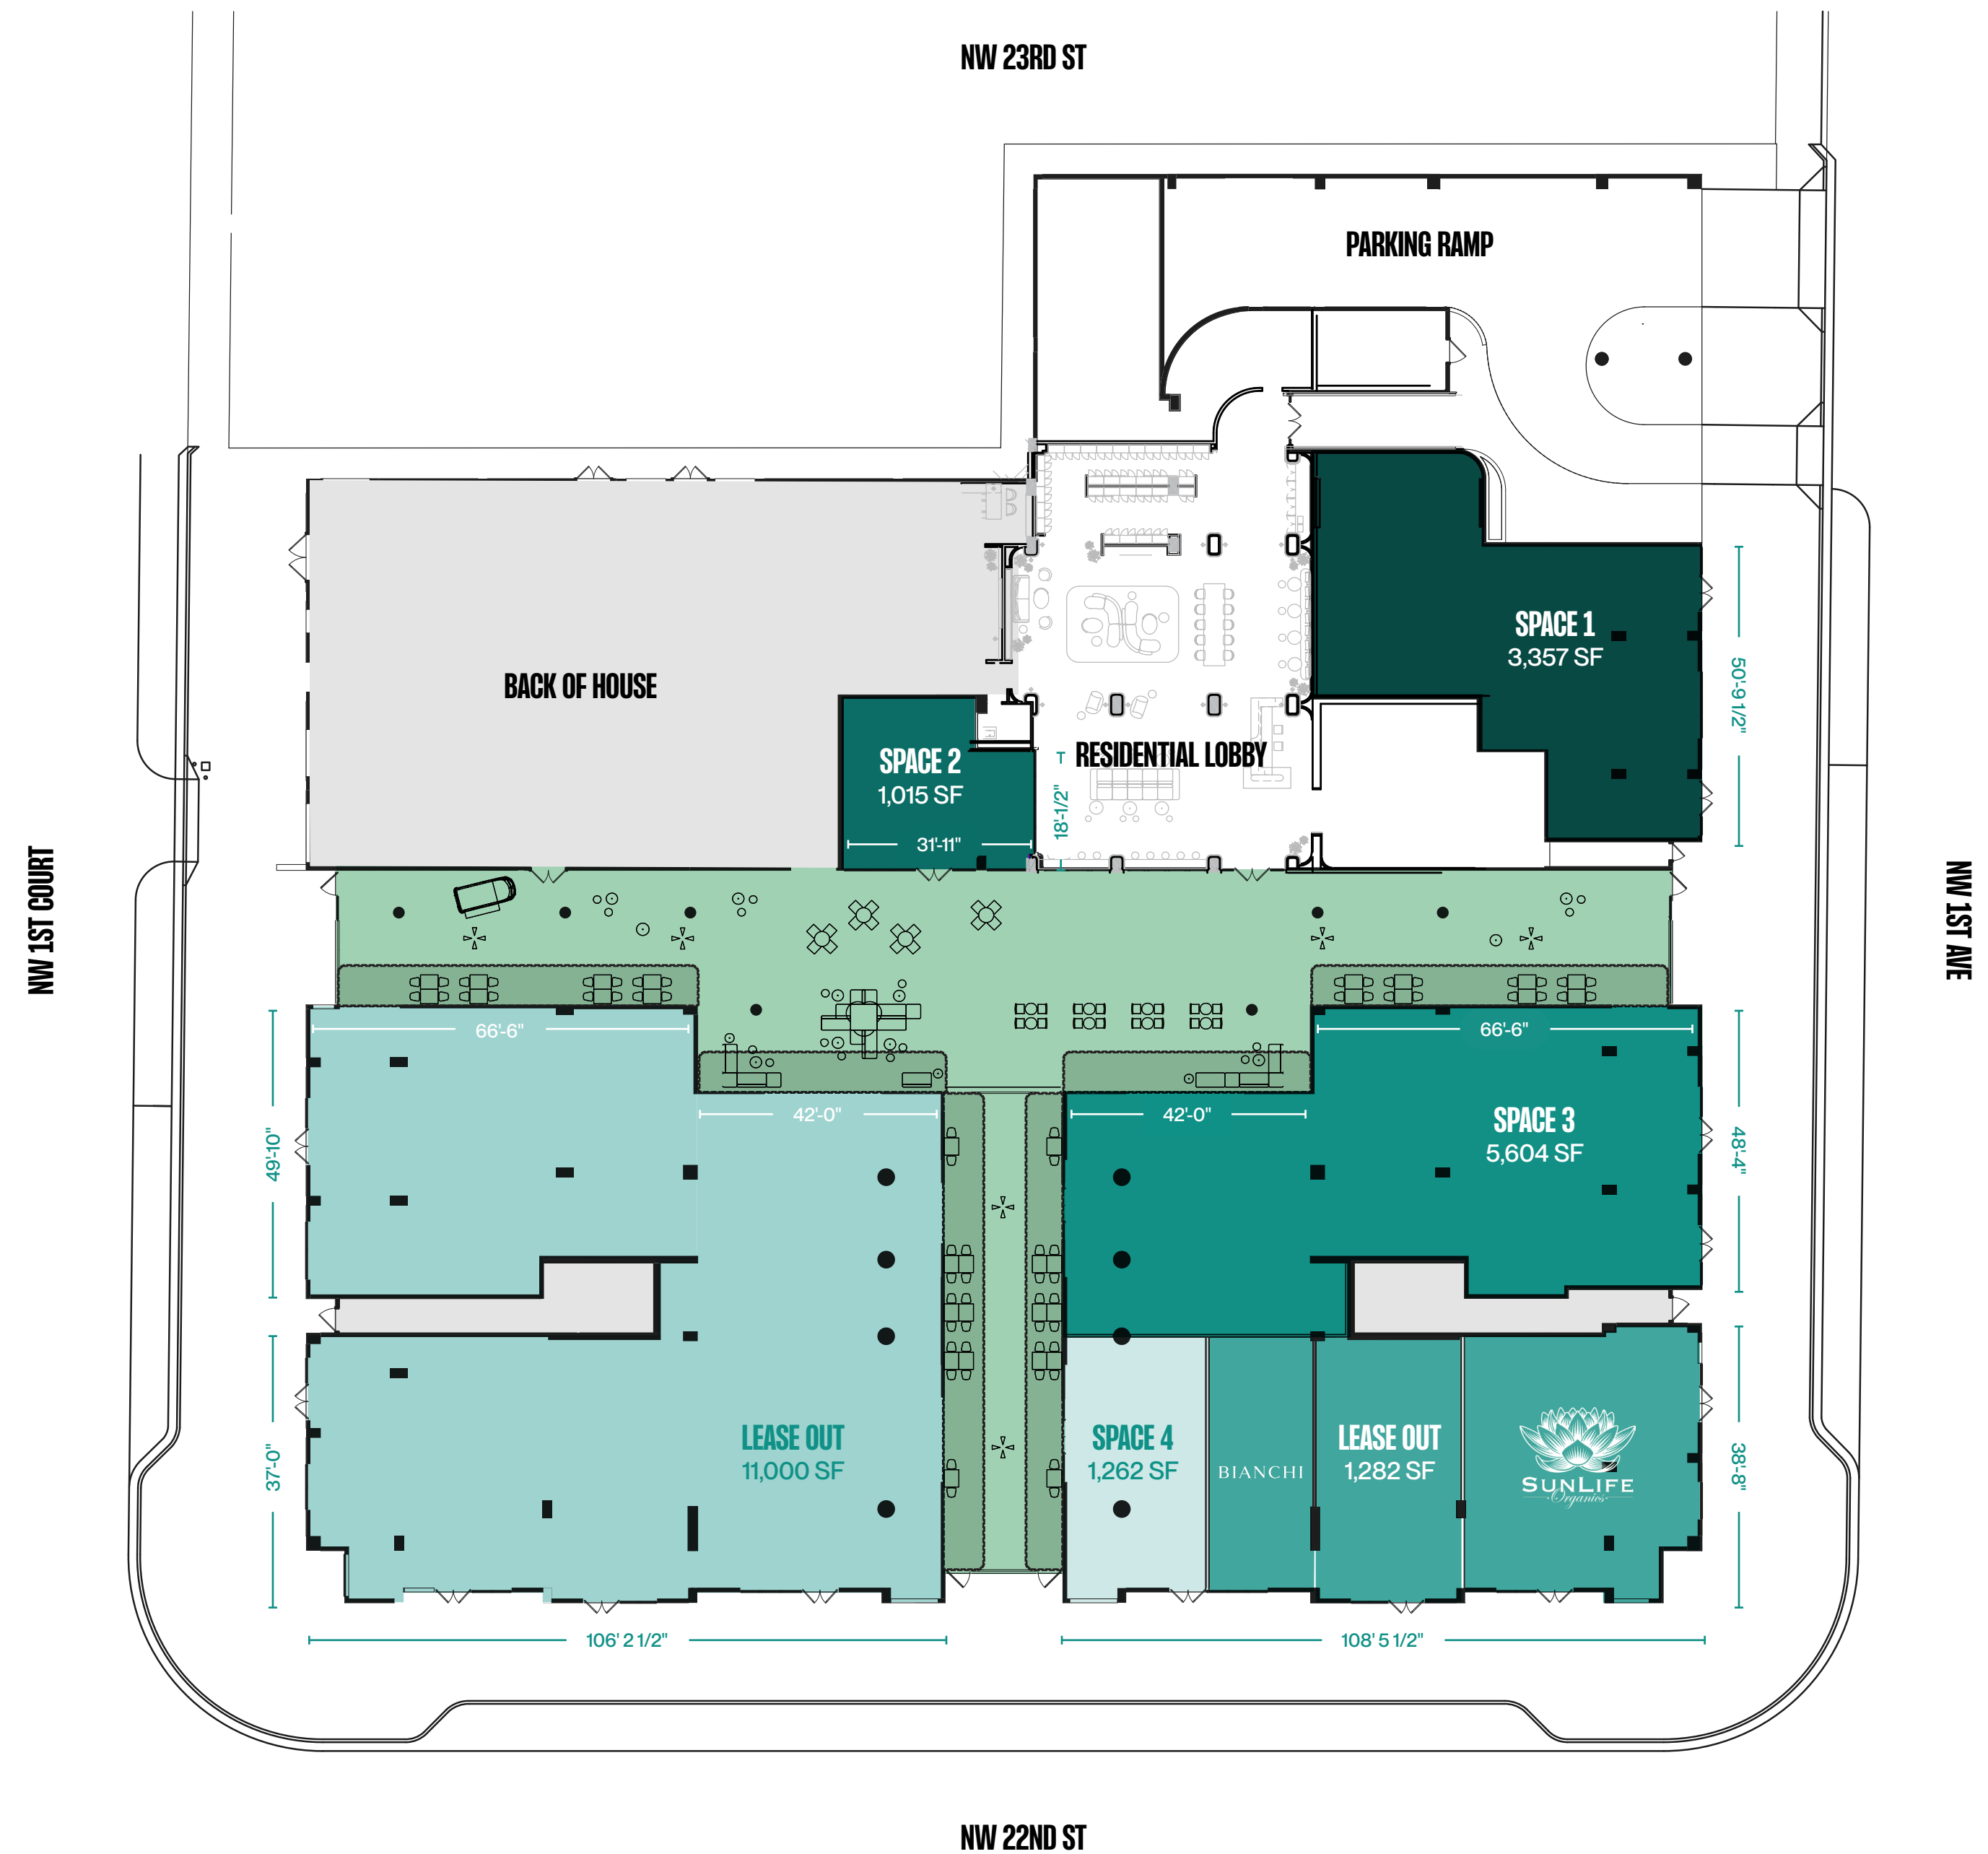 NW 23RD ST
PARKING RAMP
SPACE 1
3,357 SF
50'-9 1/2"
BACK OF HOUSE
SPACE 2
1,015 SF
31'-11"
18'-1/2"
RESIDENTIAL LOBBY
NW 1ST COURT
NW 1ST AVE
66'-6"
66'-6"
42'-0"
42'-0"
SPACE 3
5,604 SF
49'-10"
48'-4"
LEASE OUT
11,000 SF
SPACE 4
1,262 SF
BIANCHI
LEASE OUT
1,282 SF
SUNLIFE
Organics
37'-0"
38'-8"
106' 2 1/2"
108' 5 1/2"
NW 22ND ST